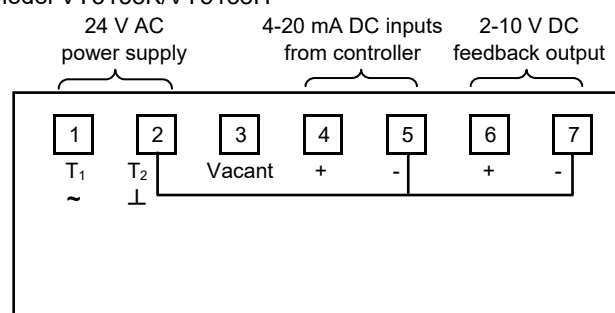 24 V AC 4-20 mA DC inputs 2-10 V DC
power supply from controller feedback output
1 2 3 4 5 6 7
T₁ T₂ Vacant + - + -
~ ⊥